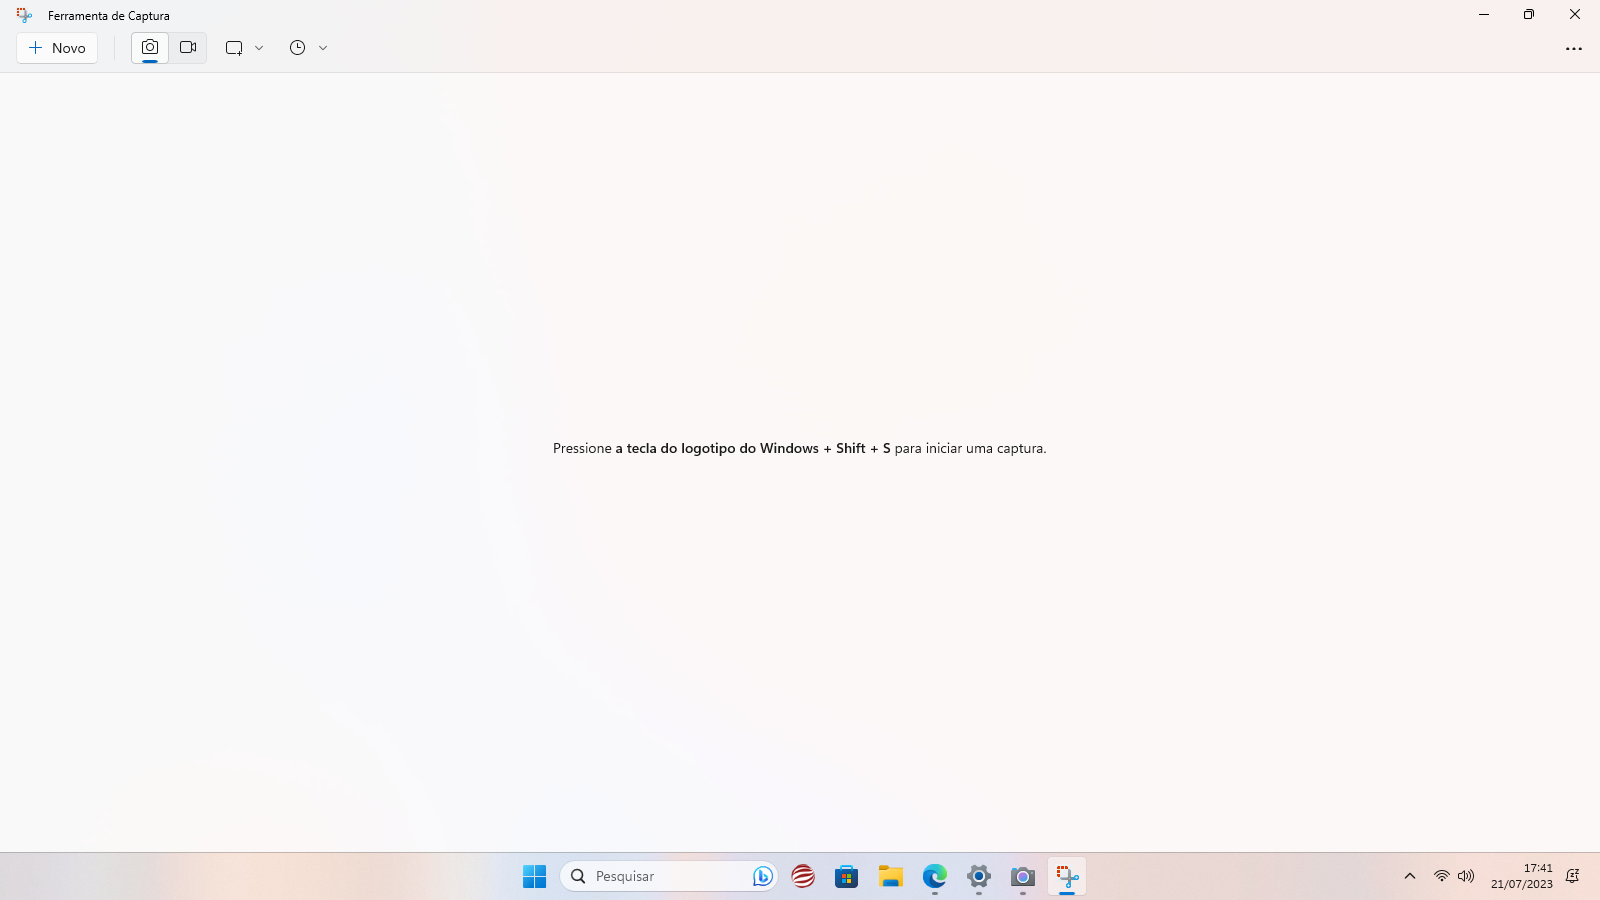 Ferramenta de Captura
Novo
Pressione a tecla do logotipo do Windows + Shift + S para iniciar uma captura.
Pesquisar
17:41
21/07/2023